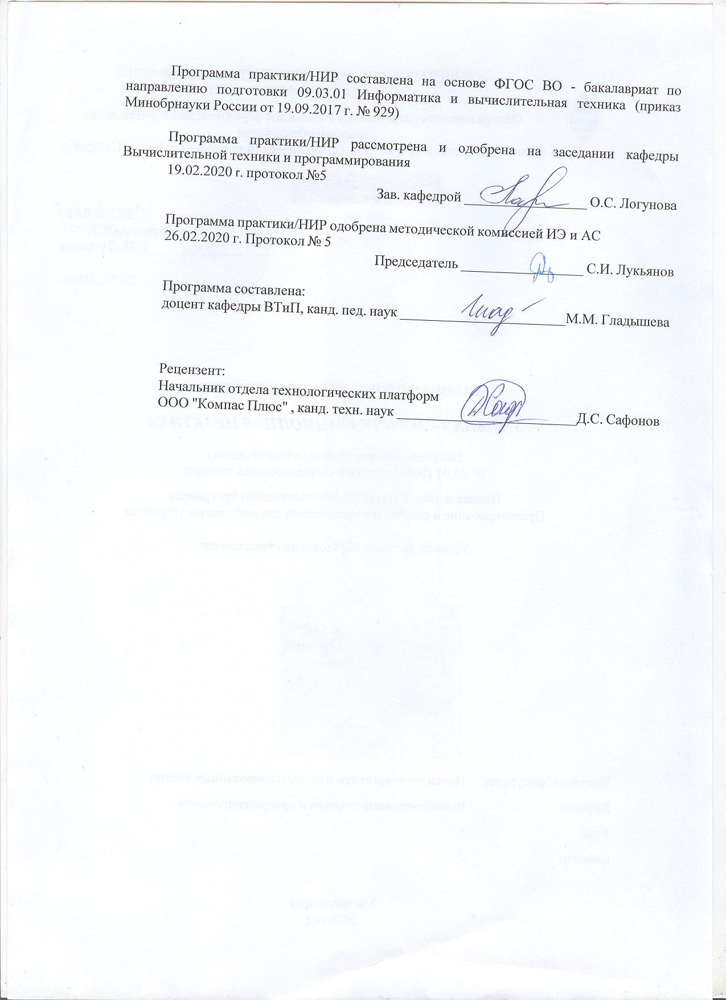 Программа практики/НИР составлена на основе ФГОС ВО - бакалавриат по
направлению подготовки 09.03.01 Информатика и вычислительная техника (приказ
Минобрнауки России от 19.09.2017 г. № 929)
Программа практики/НИР рассмотрена и одобрена на заседании кафедры
Вычислительной техники и программирования
19.02.2020 г. протокол №5
Зав. кафедрой ________________ О.С. Логунова
Программа практики/НИР одобрена методической комиссией ИЭ и АС
26.02.2020 г. Протокол № 5
Председатель ________________ С.И. Лукьянов
Программа составлена:
доцент кафедры ВТиП, канд. пед. наук ______________________М.М. Гладышева
Рецензент:
Начальник отдела технологических платформ
ООО "Компас Плюс" , канд. техн. наук ________________________Д.С. Сафонов